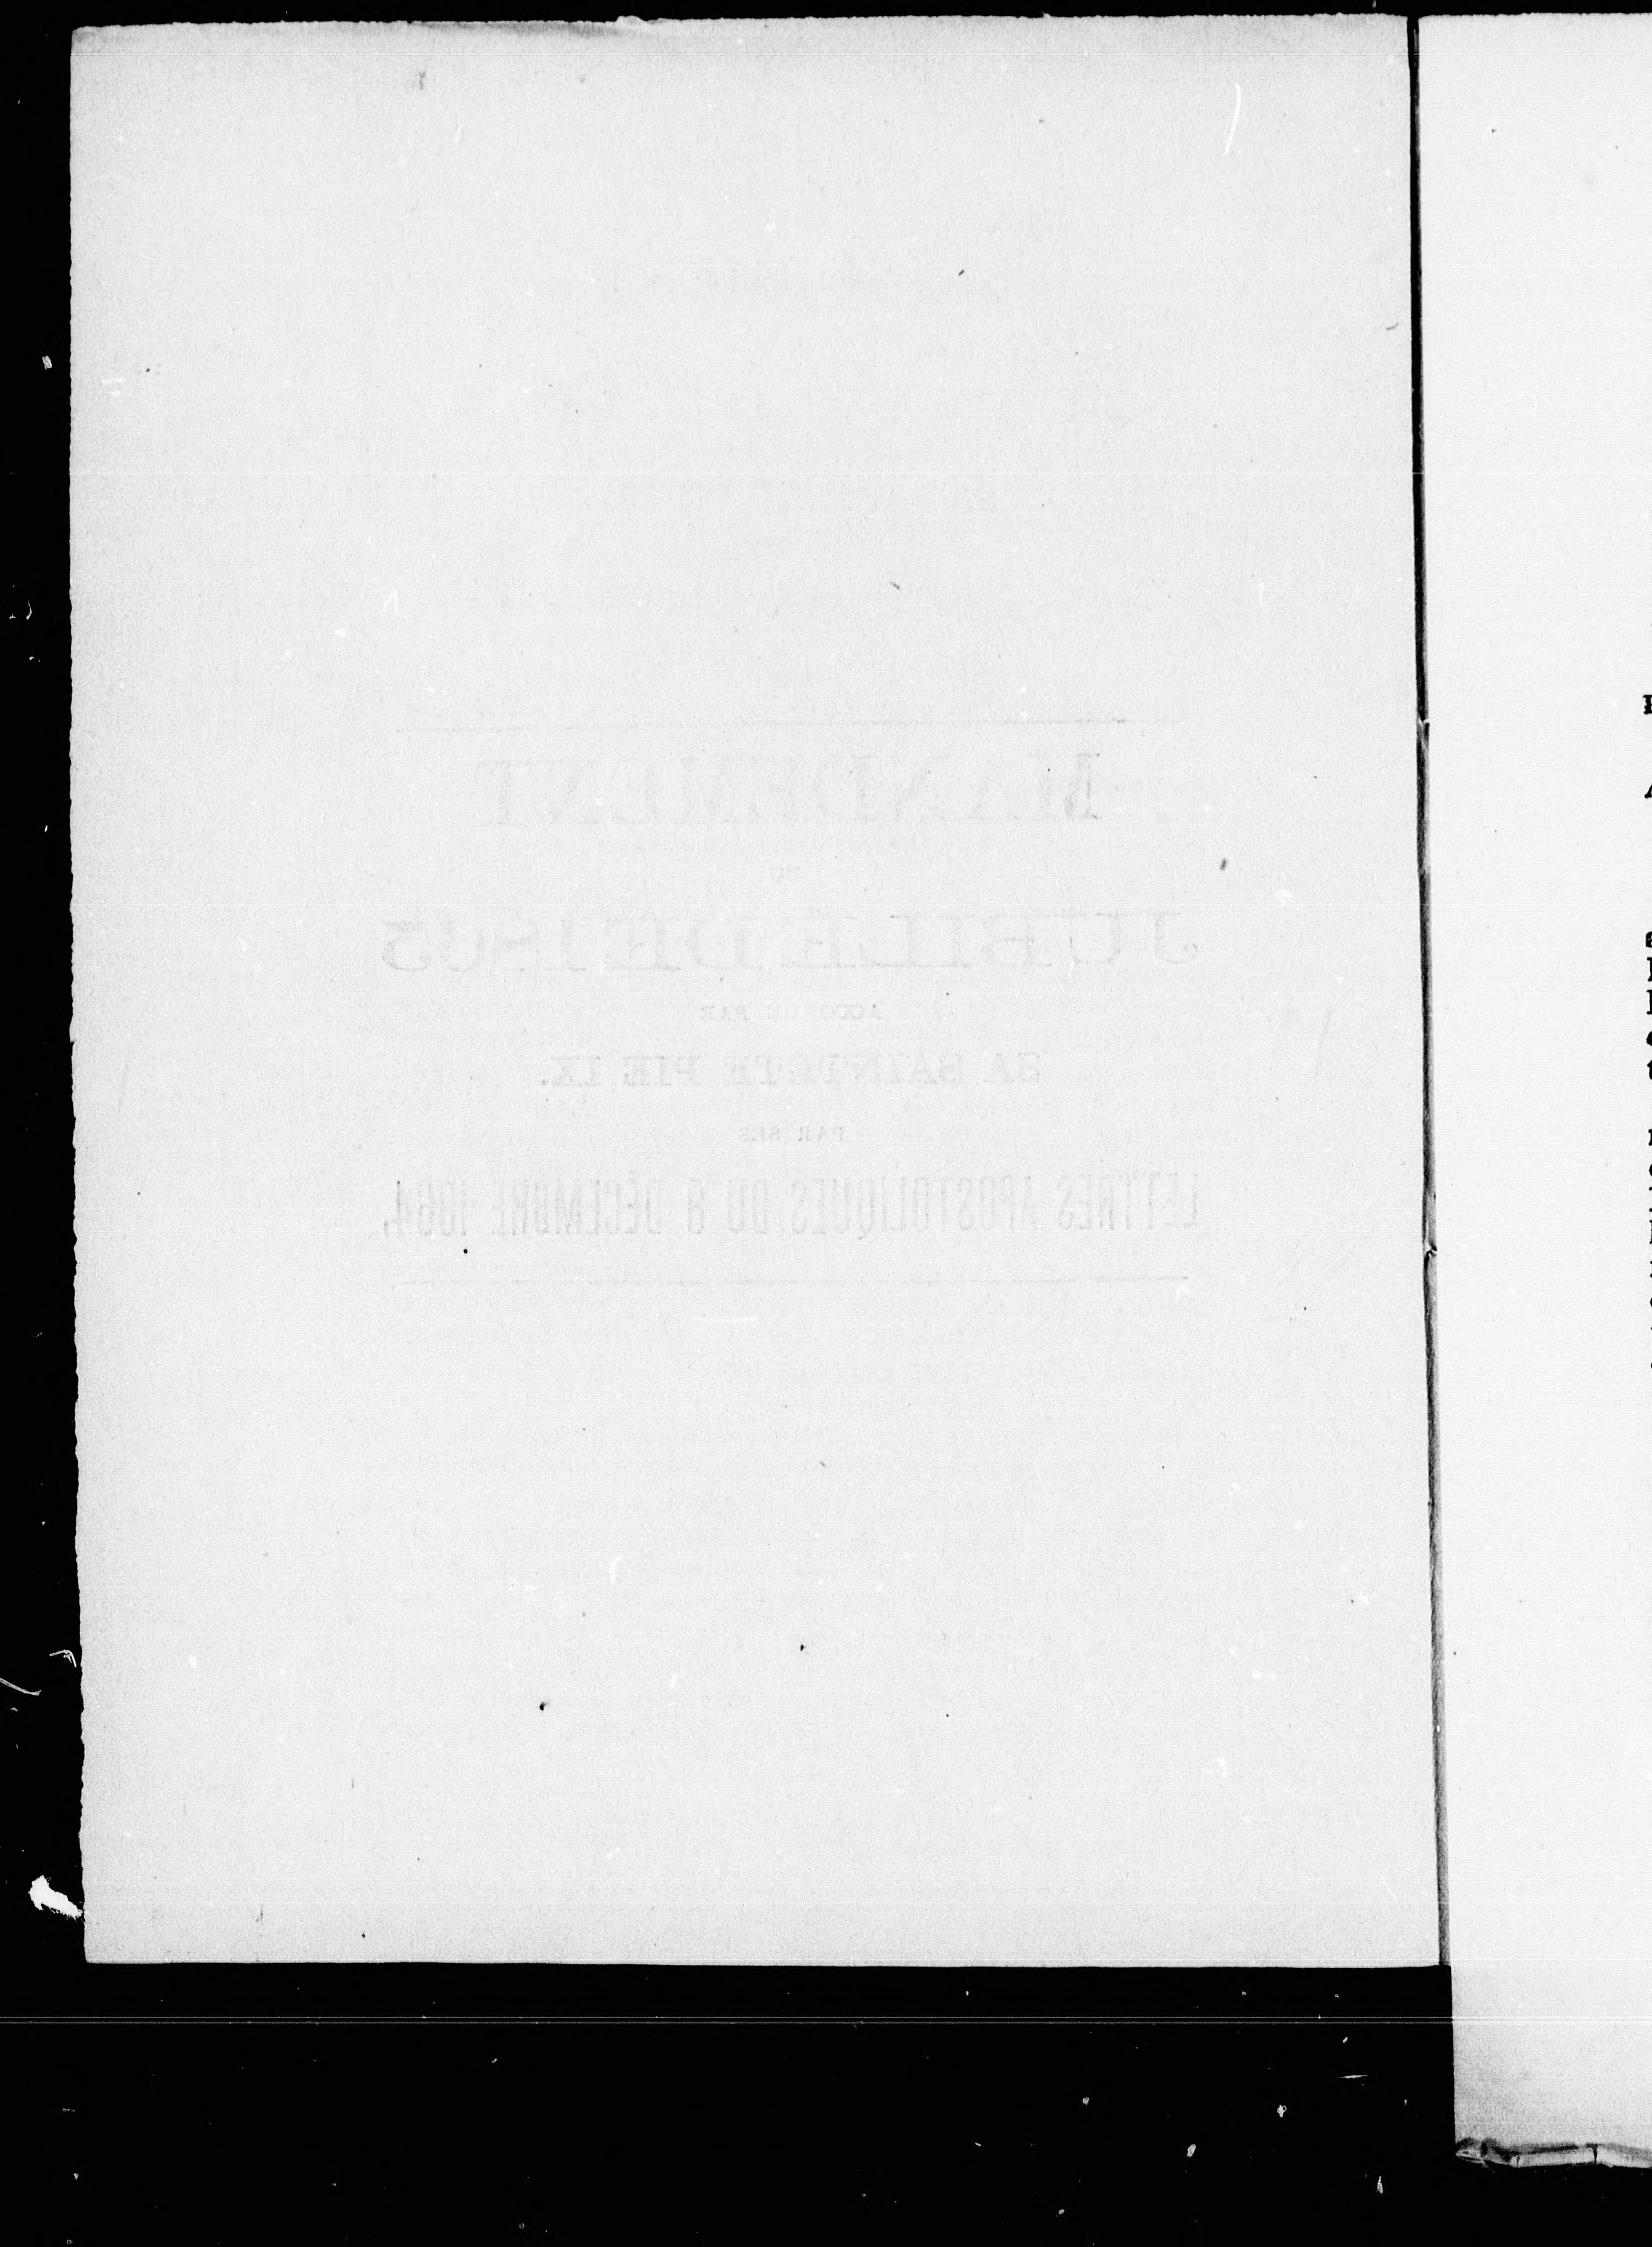 MANDEMENT
DU
JUBILÉ DE 1865
ACCORDÉ PAR
SA SAINTETÉ PIE IX.
PAR SES
LETTRES APOSTOLIQUES DU 8 DÉCEMBRE 1864.